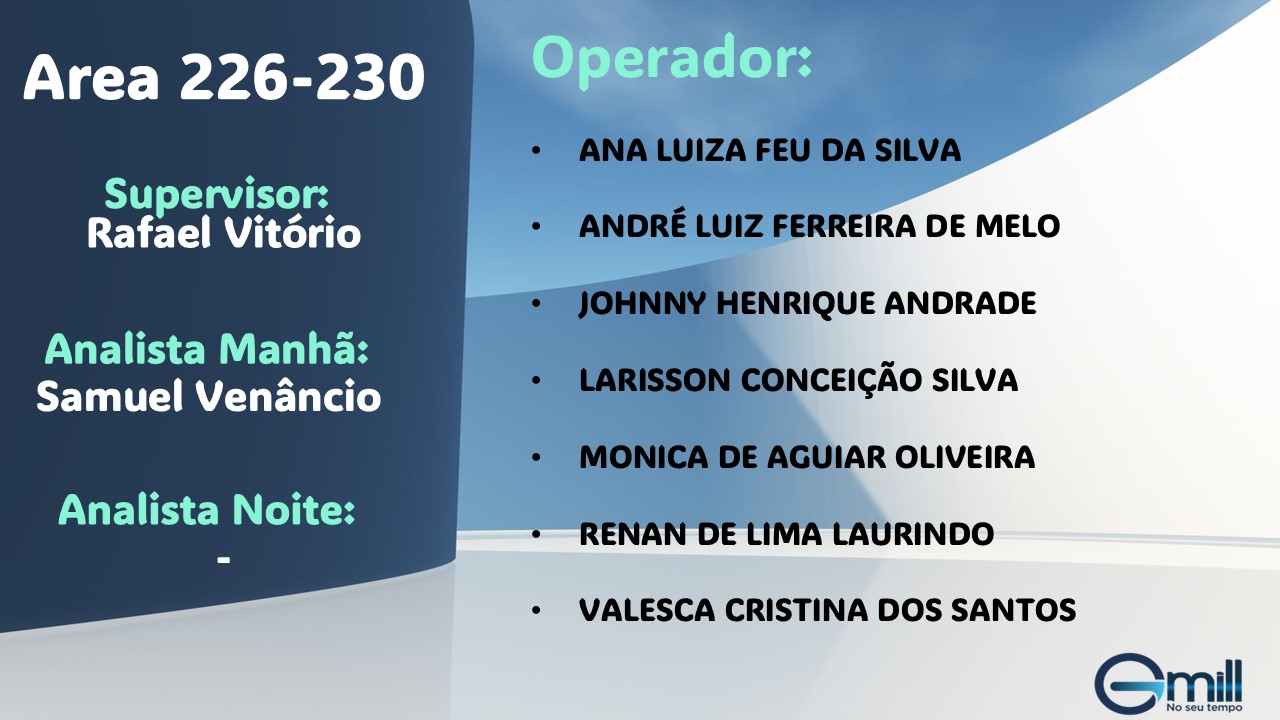 Area 226-230
Supervisor:
Rafael Vitório
Analista Manhã:
Samuel Venâncio
Analista Noite:
-
Operador:
• ANA LUIZA FEU DA SILVA
• ANDRÉ LUIZ FERREIRA DE MELO
• JOHNNY HENRIQUE ANDRADE
• LARISSON CONCEIÇÃO SILVA
• MONICA DE AGUIAR OLIVEIRA
• RENAN DE LIMA LAURINDO
• VALESCA CRISTINA DOS SANTOS
Gmill
No seu tempo